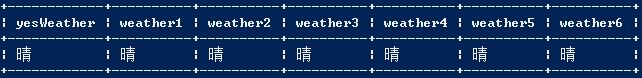 yesWeather weather1 weather2 weather3 weather4 weather5 weather6
晴 晴 晴 晴 晴 晴 晴